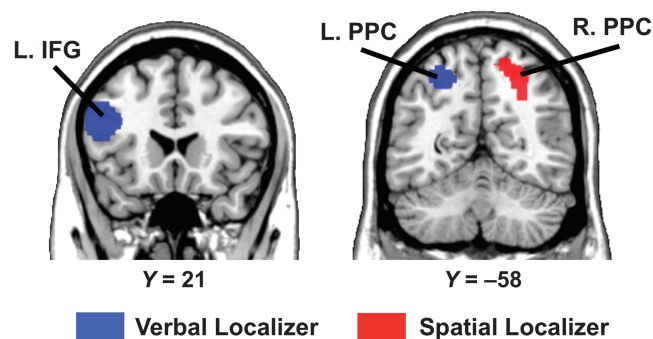 L. IFG
L. PPC
R. PPC
Y = 21
Y = –58
Verbal Localizer
Spatial Localizer